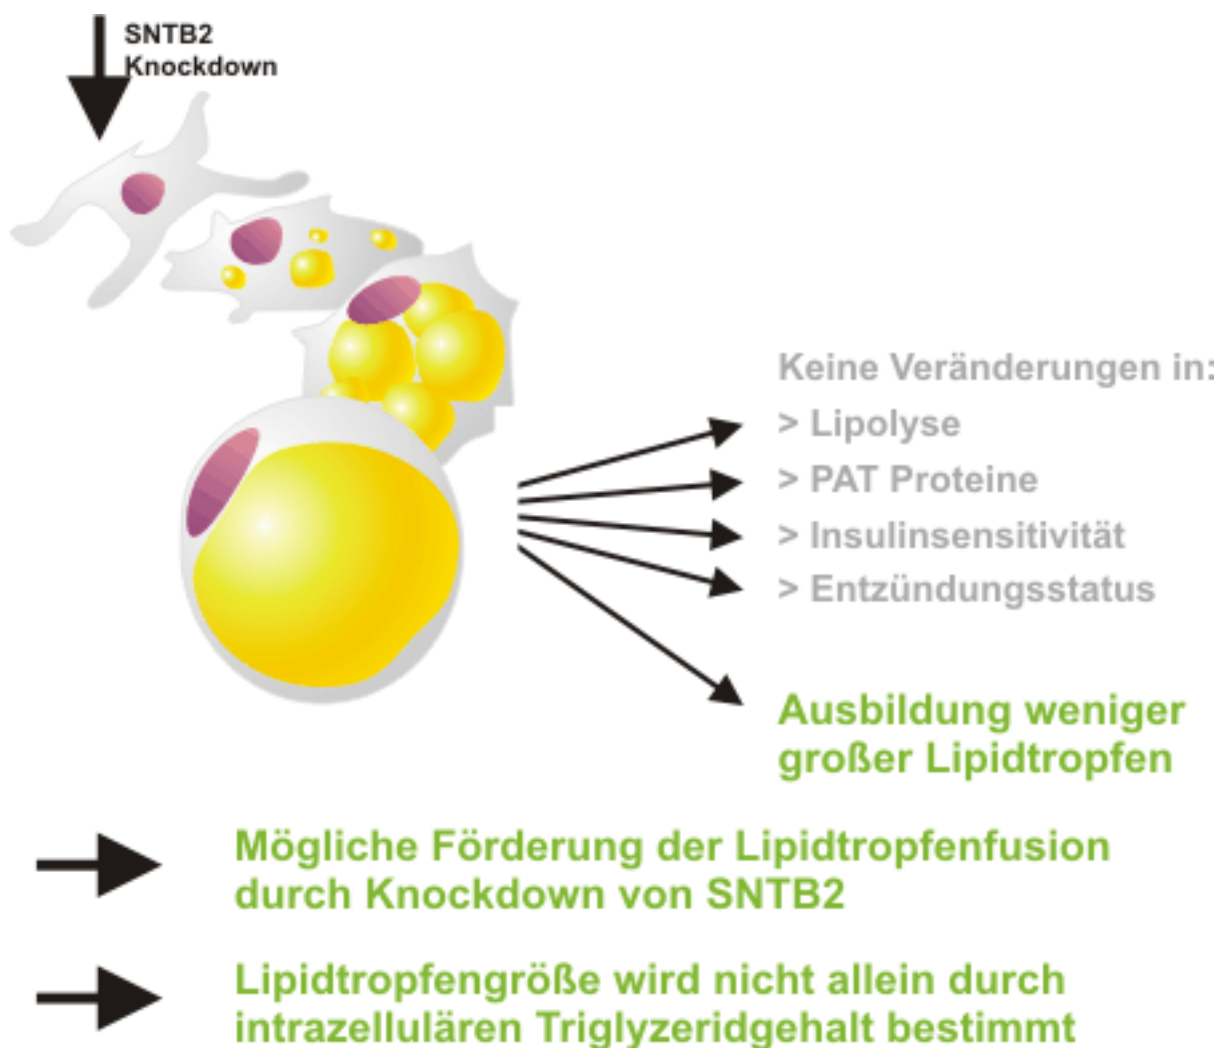 SNTB2
Knockdown
Keine Veränderungen in:
> Lipolyse
> PAT Proteine
> Insulinsensitivität
> Entzündungsstatus
Ausbildung weniger
großer Lipidtropfen
Mögliche Förderung der Lipidtropfenfusion
durch Knockdown von SNTB2
Lipidtropfengröße wird nicht allein durch
intrazellulären Triglyzeridgehalt bestimmt